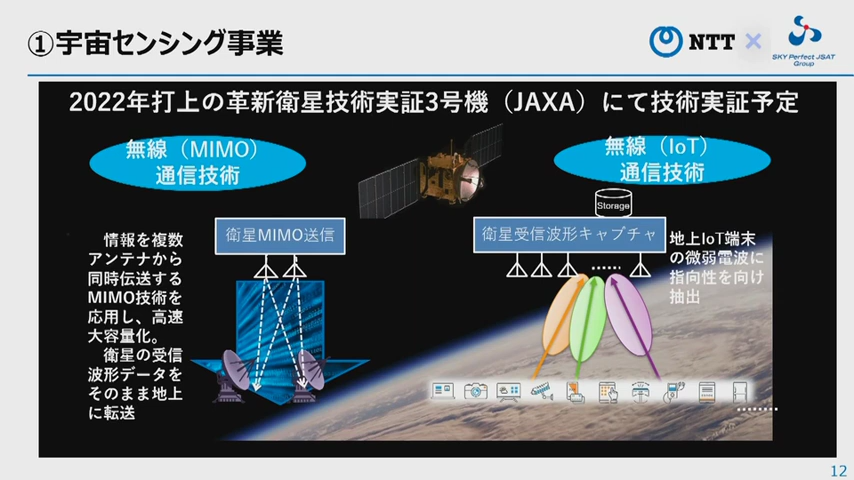 ①宇宙センシング事業
NTT × SKY Perfect JSAT
Group
2022年打上の革新衛星技術実証3号機（JAXA）にて技術実証予定
無線（MIMO）
通信技術
無線（IoT）
通信技術
Storage
衛星MIMO送信
衛星受信波形キャプチャ
情報を複数
アンテナから
同時伝送する
MIMO技術を
応用し、高速
大容量化。
衛星の受信
波形データを
そのまま地上
に転送
地上IoT端末
の微弱電波に
指向性を向け
抽出
12